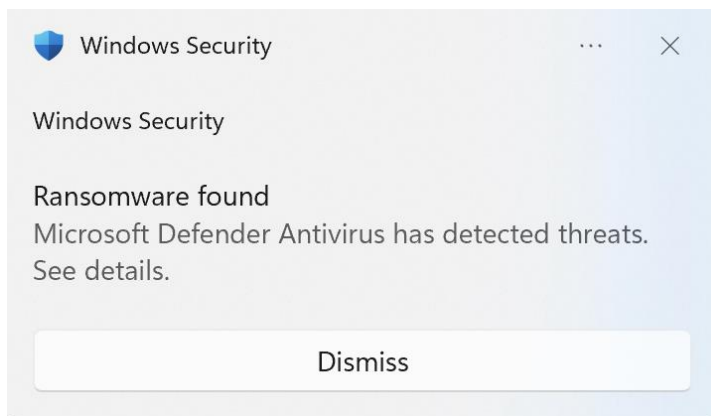 Windows Security
Windows Security
Ransomware found
Microsoft Defender Antivirus has detected threats.
See details.
Dismiss